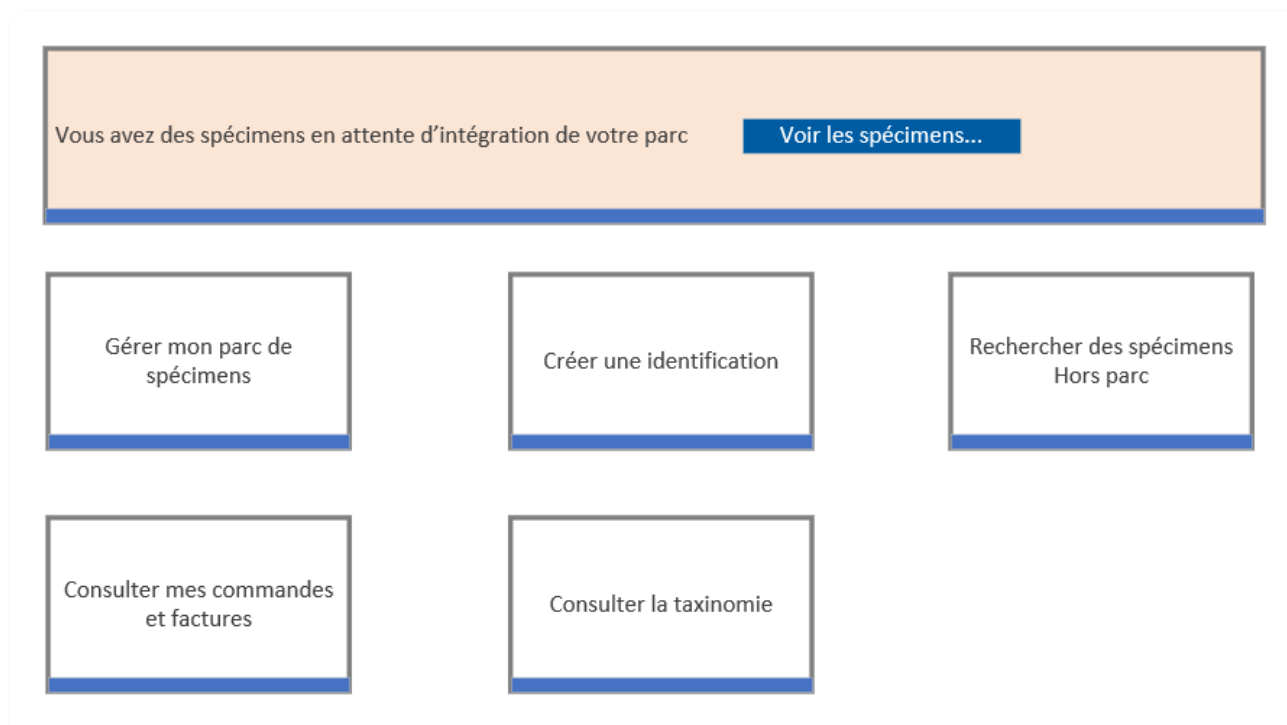 Vous avez des spécimens en attente d’intégration de votre parc
Voir les spécimens...
Gérer mon parc de
spécimens
Créer une identification
Rechercher des spécimens
Hors parc
Consulter mes commandes
et factures
Consulter la taxinomie